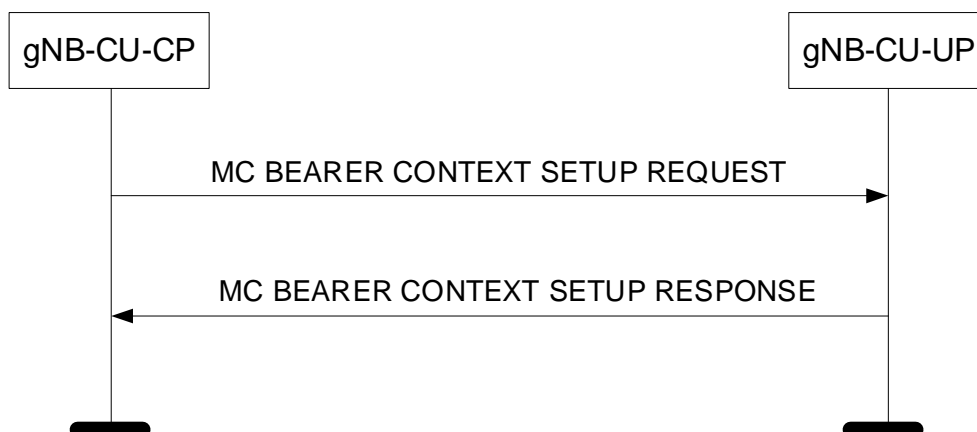 gNB-CU-CP
gNB-CU-UP
MC BEARER CONTEXT SETUP REQUEST
MC BEARER CONTEXT SETUP RESPONSE